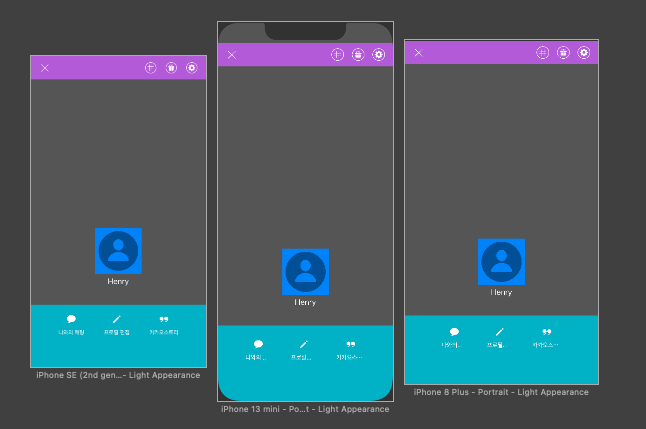 Henry
나와의 채팅 프로필 편집 카카오스토리
iPhone SE (2nd gen...- Light Appearance
Henry
나와의 ... 프로필... 카카오스...
iPhone 13 mini - Po...t - Light Appearance
Henry
나와의... 프로필... 카카오스...
iPhone 8 Plus - Portrait - Light Appearance